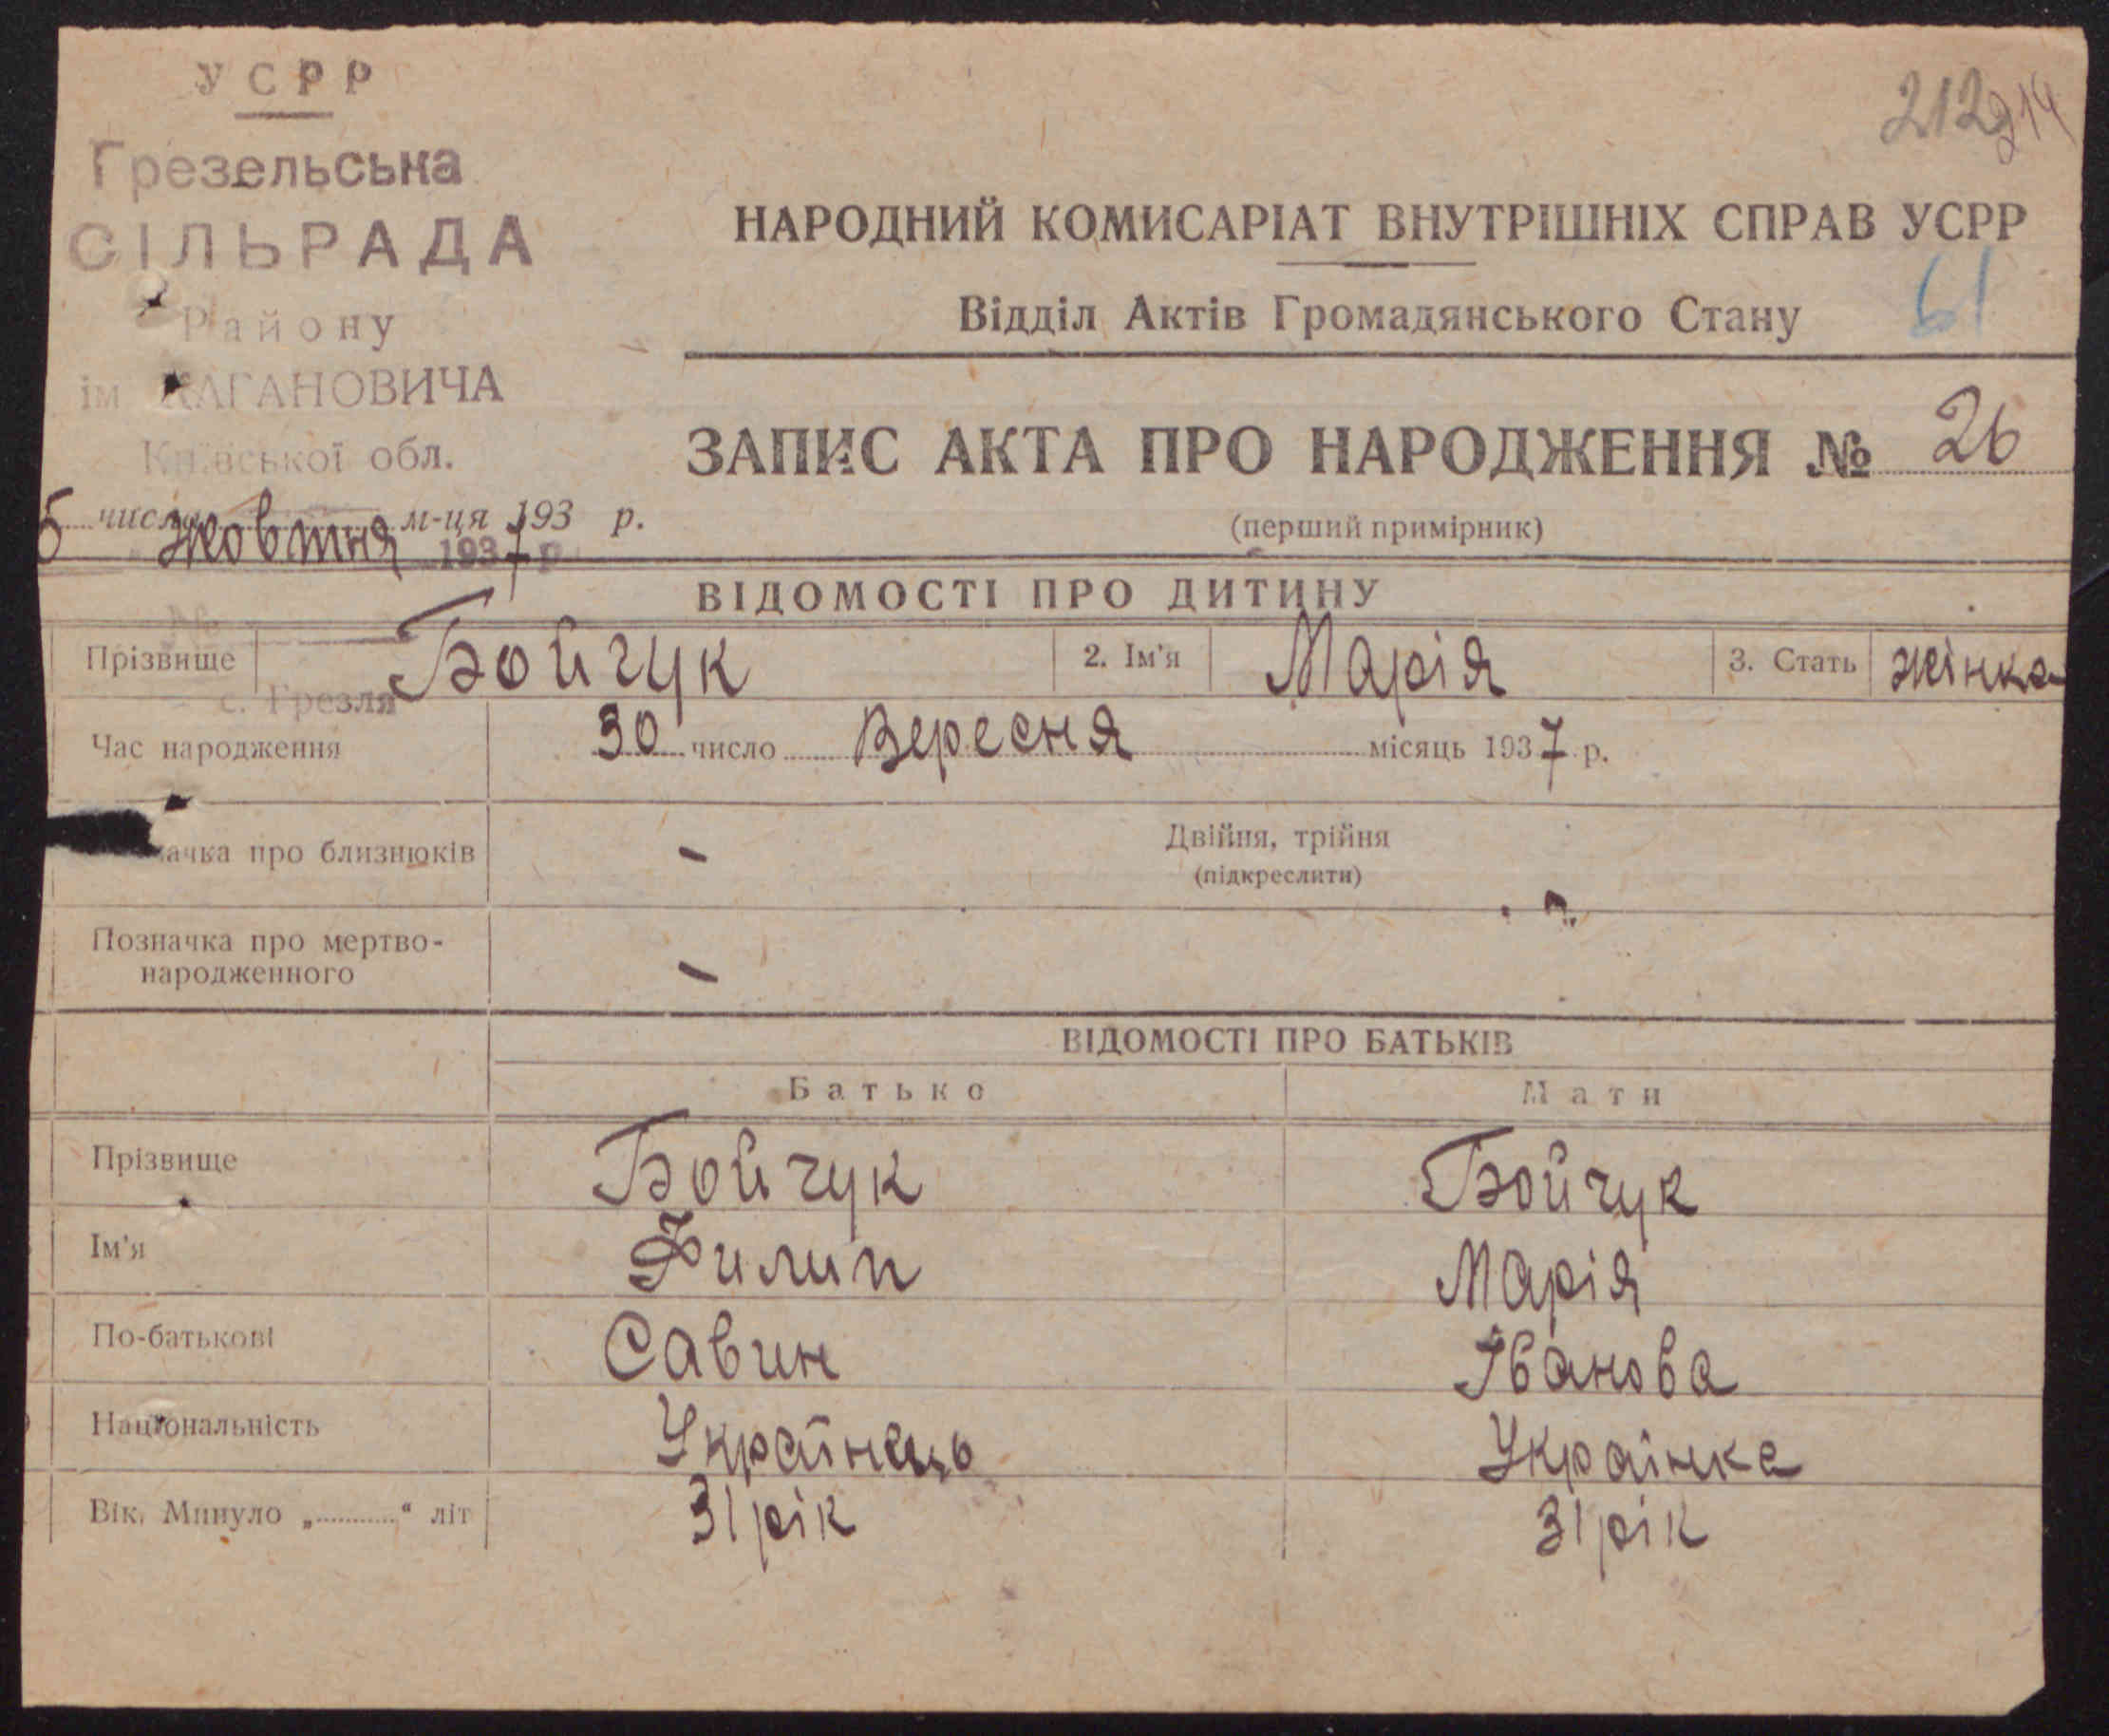 УСРР
Грезельська
СІЛЬРАДА
Району
ім КАГАНОВИЧА
Київської обл.
5 число м-ця 193 р.
жовтня 1937 р
№
с. Грезля
212
61
НАРОДНИЙ КОМИСАРІАТ ВНУТРІШНІХ СПРАВ УСРР
Відділ Актів Громадянського Стану
ЗАПИС АКТА ПРО НАРОДЖЕННЯ № 26
(перший примірник)
ВІДОМОСТІ ПРО ДИТИНУ
Прізвище Бойчук 2. Ім'я Марія 3. Стать жінка
Час народження 30 число Вересня місяць 1937 р.
ачка про близнюків - Двійня, трійня
(підкреслити)
Позначка про мертво-
народженного -
ВІДОМОСТІ ПРО БАТЬКІВ
Батько Мати
Прізвище Бойчук Бойчук
Ім'я Филип Марія
По-батькові Савин Іванова
Національність Українець Українка
Вік. Минуло „..........“ літ 31 рік 31 рік